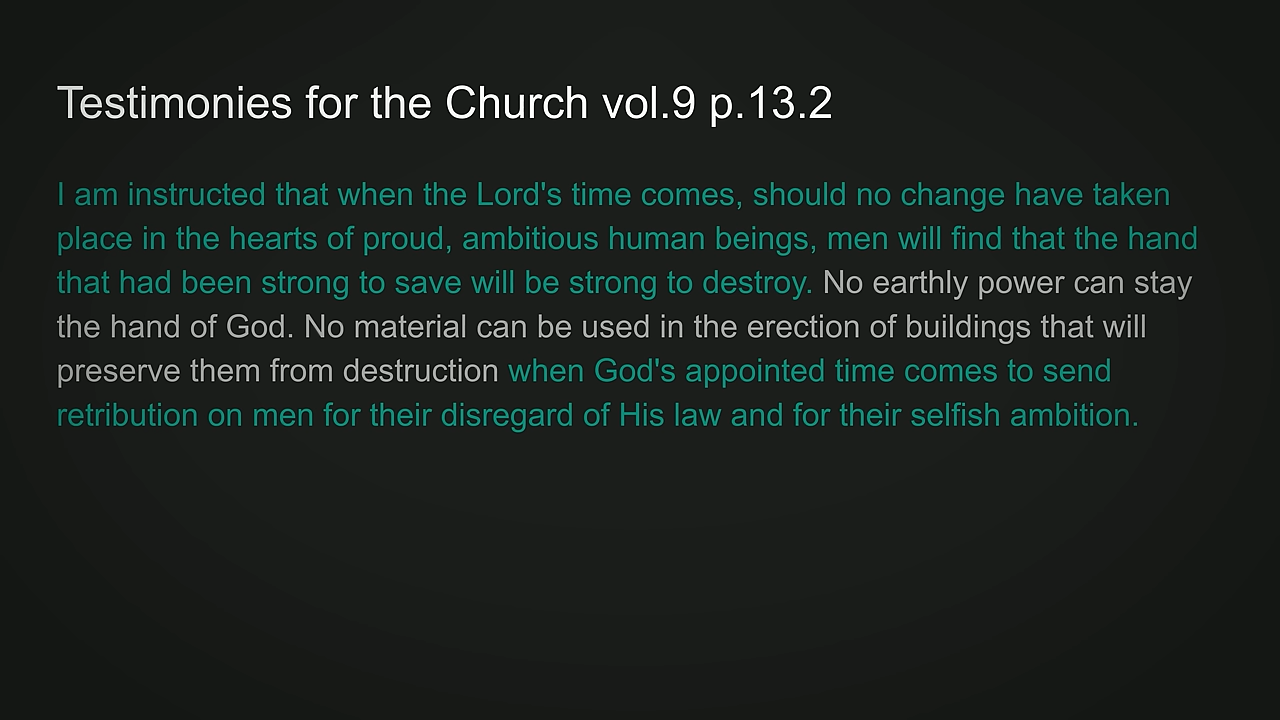 Testimonies for the Church vol.9 p.13.2
I am instructed that when the Lord's time comes, should no change have taken
place in the hearts of proud, ambitious human beings, men will find that the hand
that had been strong to save will be strong to destroy. No earthly power can stay
the hand of God. No material can be used in the erection of buildings that will
preserve them from destruction when God's appointed time comes to send
retribution on men for their disregard of His law and for their selfish ambition.